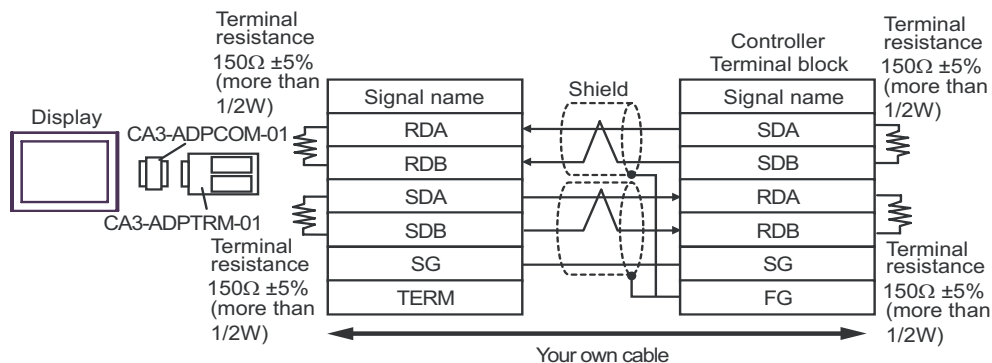 Terminal
resistance
150Ω ±5%
(more than
1/2W)
Controller
Terminal block
Terminal
resistance
150Ω ±5%
(more than
1/2W)
Display
CA3-ADPCOM-01
CA3-ADPTRM-01
Shield
Signal name
Signal name
RDA
SDA
RDB
SDB
SDA
RDA
SDB
RDB
SG
SG
TERM
FG
Terminal
resistance
150Ω ±5%
(more than
1/2W)
Terminal
resistance
150Ω ±5%
(more than
1/2W)
Your own cable